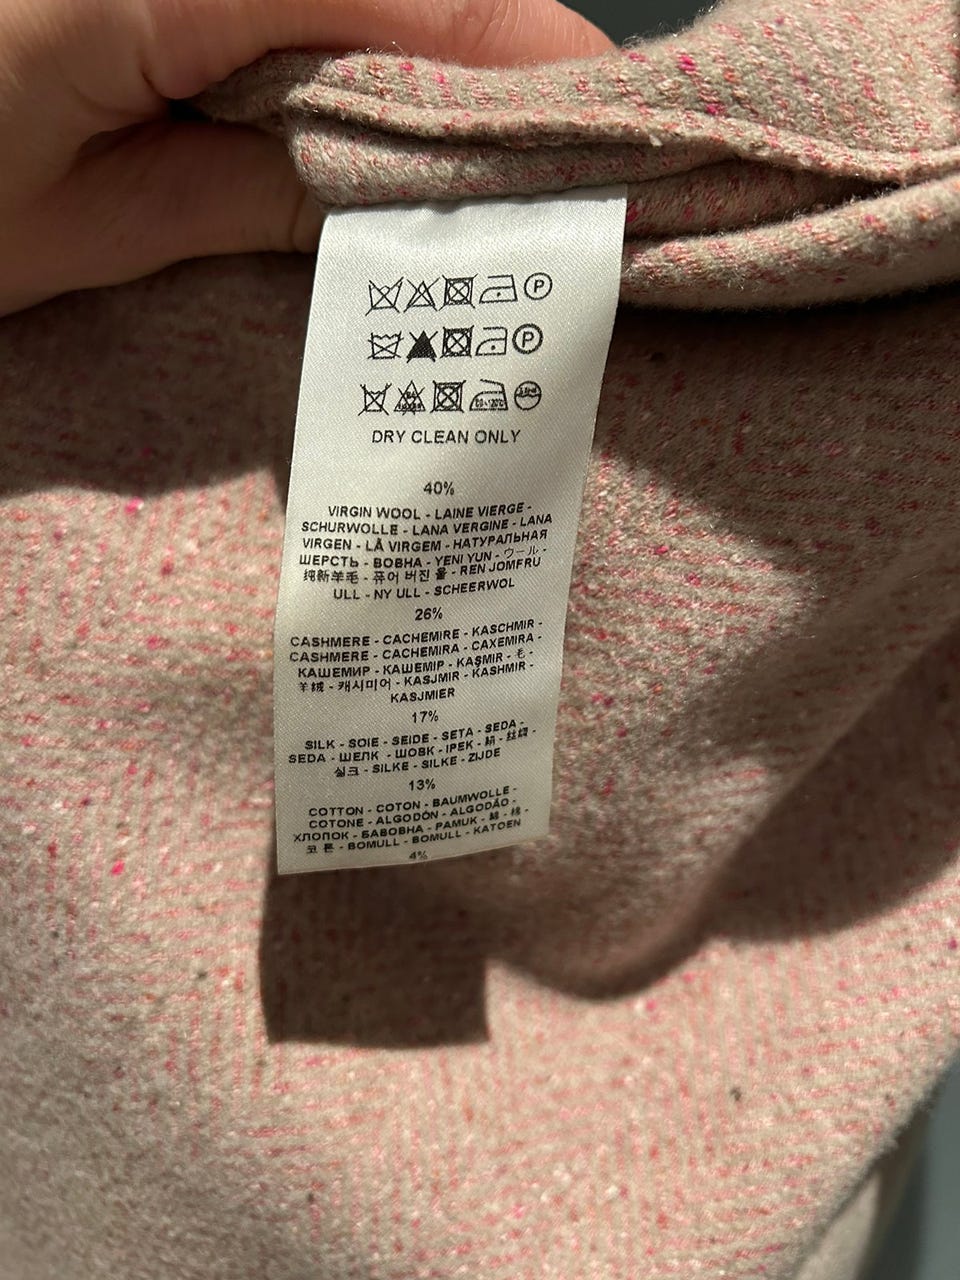 P
P
DRY CLEAN ONLY
40%
VIRGIN WOOL - LAINE VIERGE -
SCHURWOLLE - LANA VERGINE - LANA
VIRGEN - LÃ VIRGEM - НАТУРАЛЬНАЯ
ШЕРСТЬ - ВОВНА - YENI YUN - ウール -
纯新羊毛 - 퓨어 버진 울 - REN JOMFRU
ULL - NY ULL - SCHEERWOL
26%
CASHMERE - CACHEMIRE - KASCHMIR -
CASHMERE - CACHEMIRA - CAXEMIRA -
КАШЕМИР - КАШЕМІР - KAŞMIR - 毛 -
羊绒 - 캐시미어 - KASJMIR - KASHMIR -
KASJMIER
17%
SILK - SOIE - SEIDE - SETA - SEDA -
SEDA - ШЕЛК - ШОВК - IPEK - 絹 - 丝绸 -
실크 - SILKE - SILKE - ZIJDE
13%
COTTON - COTON - BAUMWOLLE -
COTONE - ALGODÓN - ALGODÃO -
ХЛОПОК - БАВОВНА - PAMUK - 綿 - 棉 -
코튼 - BOMULL - BOMULL - KATOEN
4%